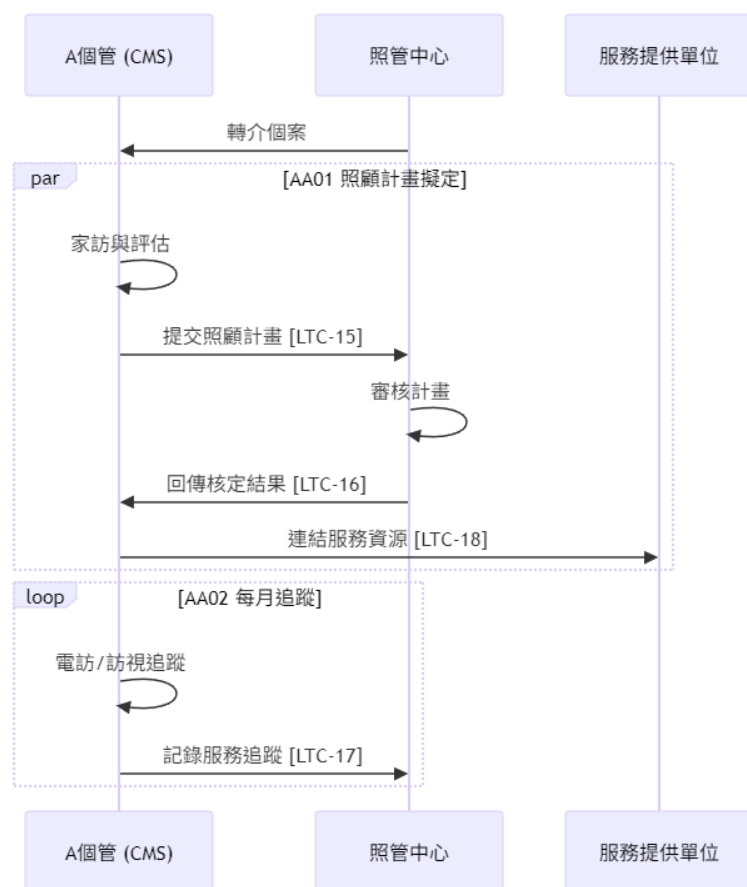 A個管 (CMS)
照管中心
服務提供單位
轉介個案
par
[AA01 照顧計畫擬定]
家訪與評估
提交照顧計畫 [LTC-15]
審核計畫
回傳核定結果 [LTC-16]
連結服務資源 [LTC-18]
loop
[AA02 每月追蹤]
電訪/訪視追蹤
記錄服務追蹤 [LTC-17]
A個管 (CMS)
照管中心
服務提供單位